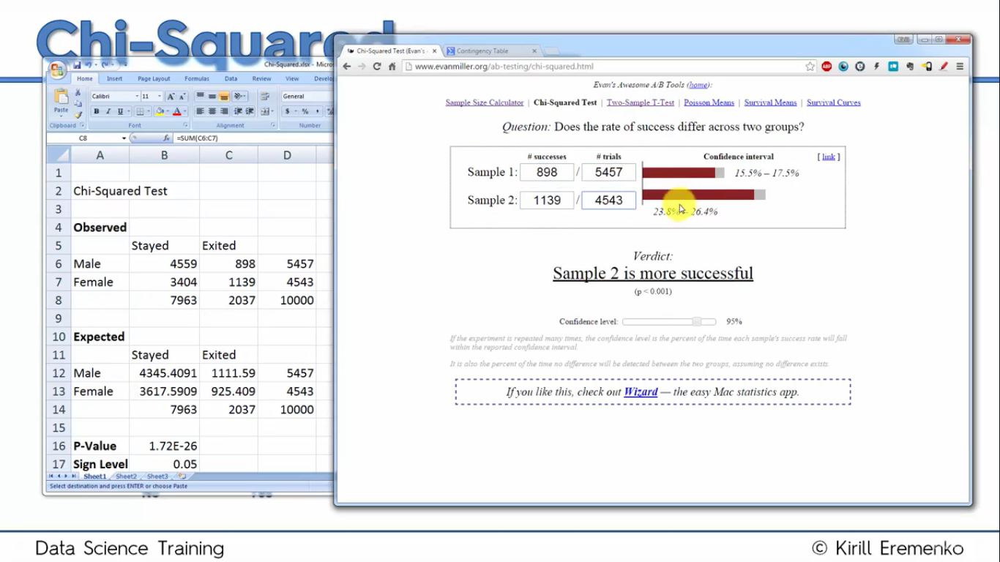 Chi-Squared
Chi-Squared.xlsx - Micros
Home Insert Page Layout Formulas Data Review View Develo
Paste
Calibri 11
General
Clipboard Font Alignment Number
C8 fx =SUM(C6:C7)
A B C D
1
2 Chi-Squared Test
3
4 Observed
5 Stayed Exited
6 Male 4559 898 5457
7 Female 3404 1139 4543
8 7963 2037 10000
9
10 Expected
11 Stayed Exited
12 Male 4345.4091 1111.59 5457
13 Female 3617.5909 925.409 4543
14 7963 2037 10000
15
16 P-Value 1.72E-26
17 Sign Level 0.05
Sheet1 Sheet2 Sheet3
Select destination and press ENTER or choose Paste
Chi-Squared Test (Evan's Contingency Table
www.evanmiller.org/ab-testing/chi-squared.html
Evan's Awesome A/B Tools (home):
Sample Size Calculator | Chi-Squared Test | Two-Sample T-Test | Poisson Means | Survival Means | Survival Curves
Question: Does the rate of success differ across two groups?
# successes # trials Confidence interval [ link ]
Sample 1: 898 / 5457 15.5% – 17.5%
Sample 2: 1139 / 4543
23.8% – 26.4%
Verdict:
Sample 2 is more successful
(p < 0.001)
Confidence level: 95%
If the experiment is repeated many times, the confidence level is the percent of the time each sample's success rate will fall
within the reported confidence interval.
It is also the percent of the time no difference will be detected between the two groups, assuming no difference exists.
If you like this, check out Wizard — the easy Mac statistics app.
Data Science Training
© Kirill Eremenko